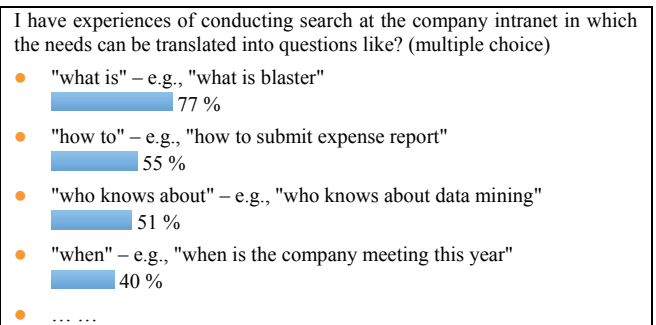 I have experiences of conducting search at the company intranet in which
the needs can be translated into questions like? (multiple choice)
● "what is" – e.g., "what is blaster"
77 %
● "how to" – e.g., "how to submit expense report"
55 %
● "who knows about" – e.g., "who knows about data mining"
51 %
● "when" – e.g., "when is the company meeting this year"
40 %
● … …